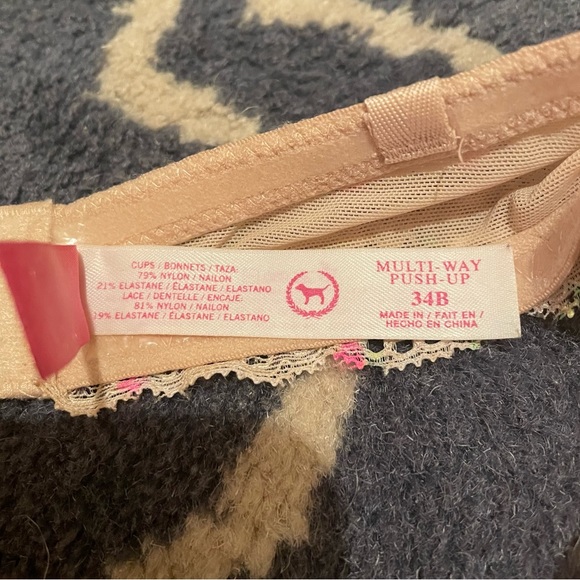 CUPS / BONNETS / TAZA:
79% NYLON / NAILON
21% ELASTANE / ÉLASTANE / ELASTANO
LACE / DENTELLE / ENCAJE:
81% NYLON / NAILON
19% ELASTANE / ÉLASTANE / ELASTANO
MULTI-WAY
PUSH-UP
34B
MADE IN / FAIT EN /
HECHO EN CHINA